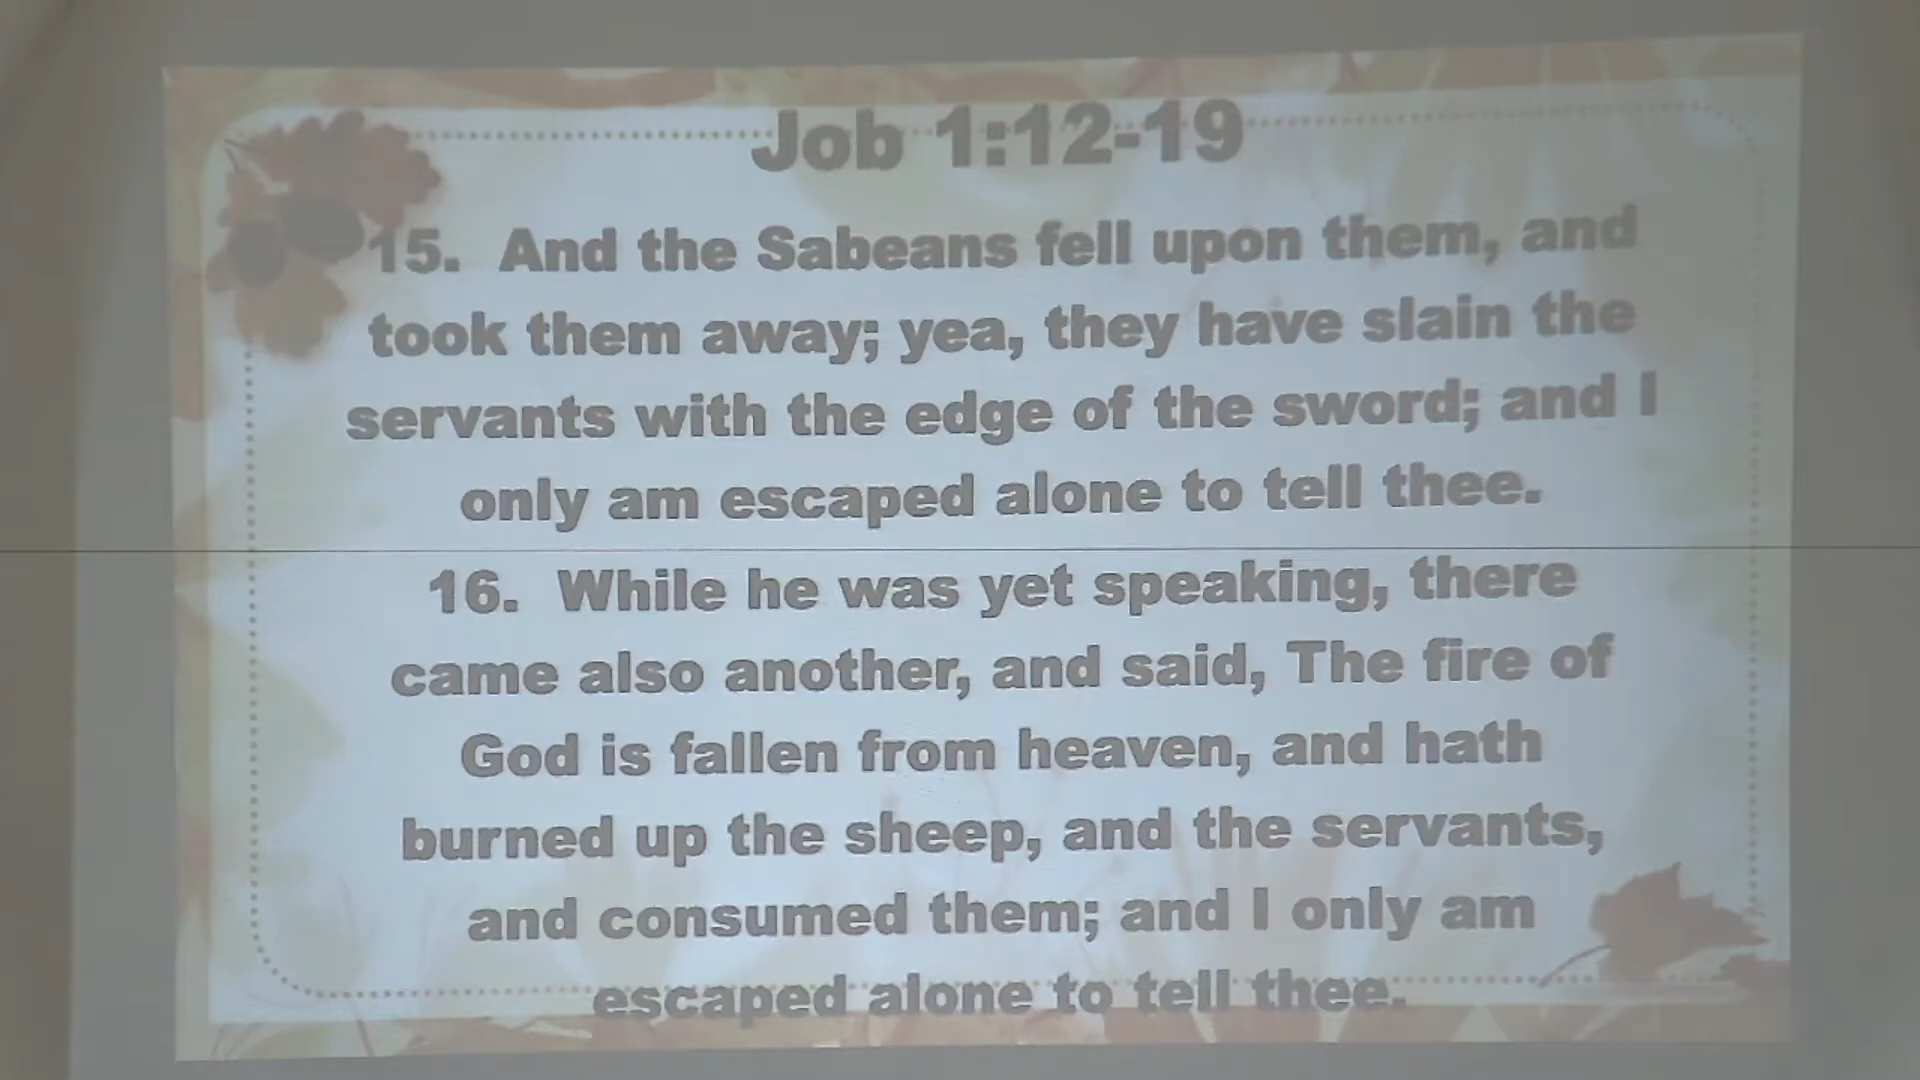 Job 1:12-19
15. And the Sabeans fell upon them, and
took them away; yea, they have slain the
servants with the edge of the sword; and I
only am escaped alone to tell thee.
16. While he was yet speaking, there
came also another, and said, The fire of
God is fallen from heaven, and hath
burned up the sheep, and the servants,
and consumed them; and I only am
escaped alone to tell thee.